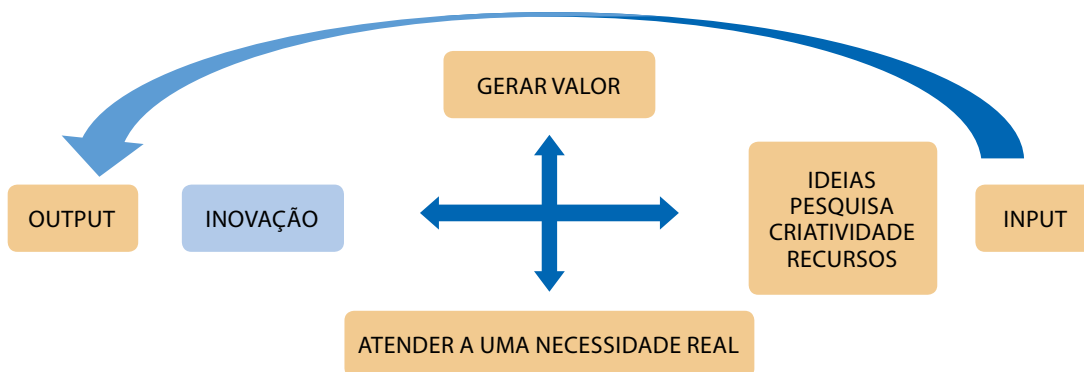 GERAR VALOR
OUTPUT
INOVAÇÃO
IDEIAS
PESQUISA
CRIATIVIDADE
RECURSOS
INPUT
ATENDER A UMA NECESSIDADE REAL